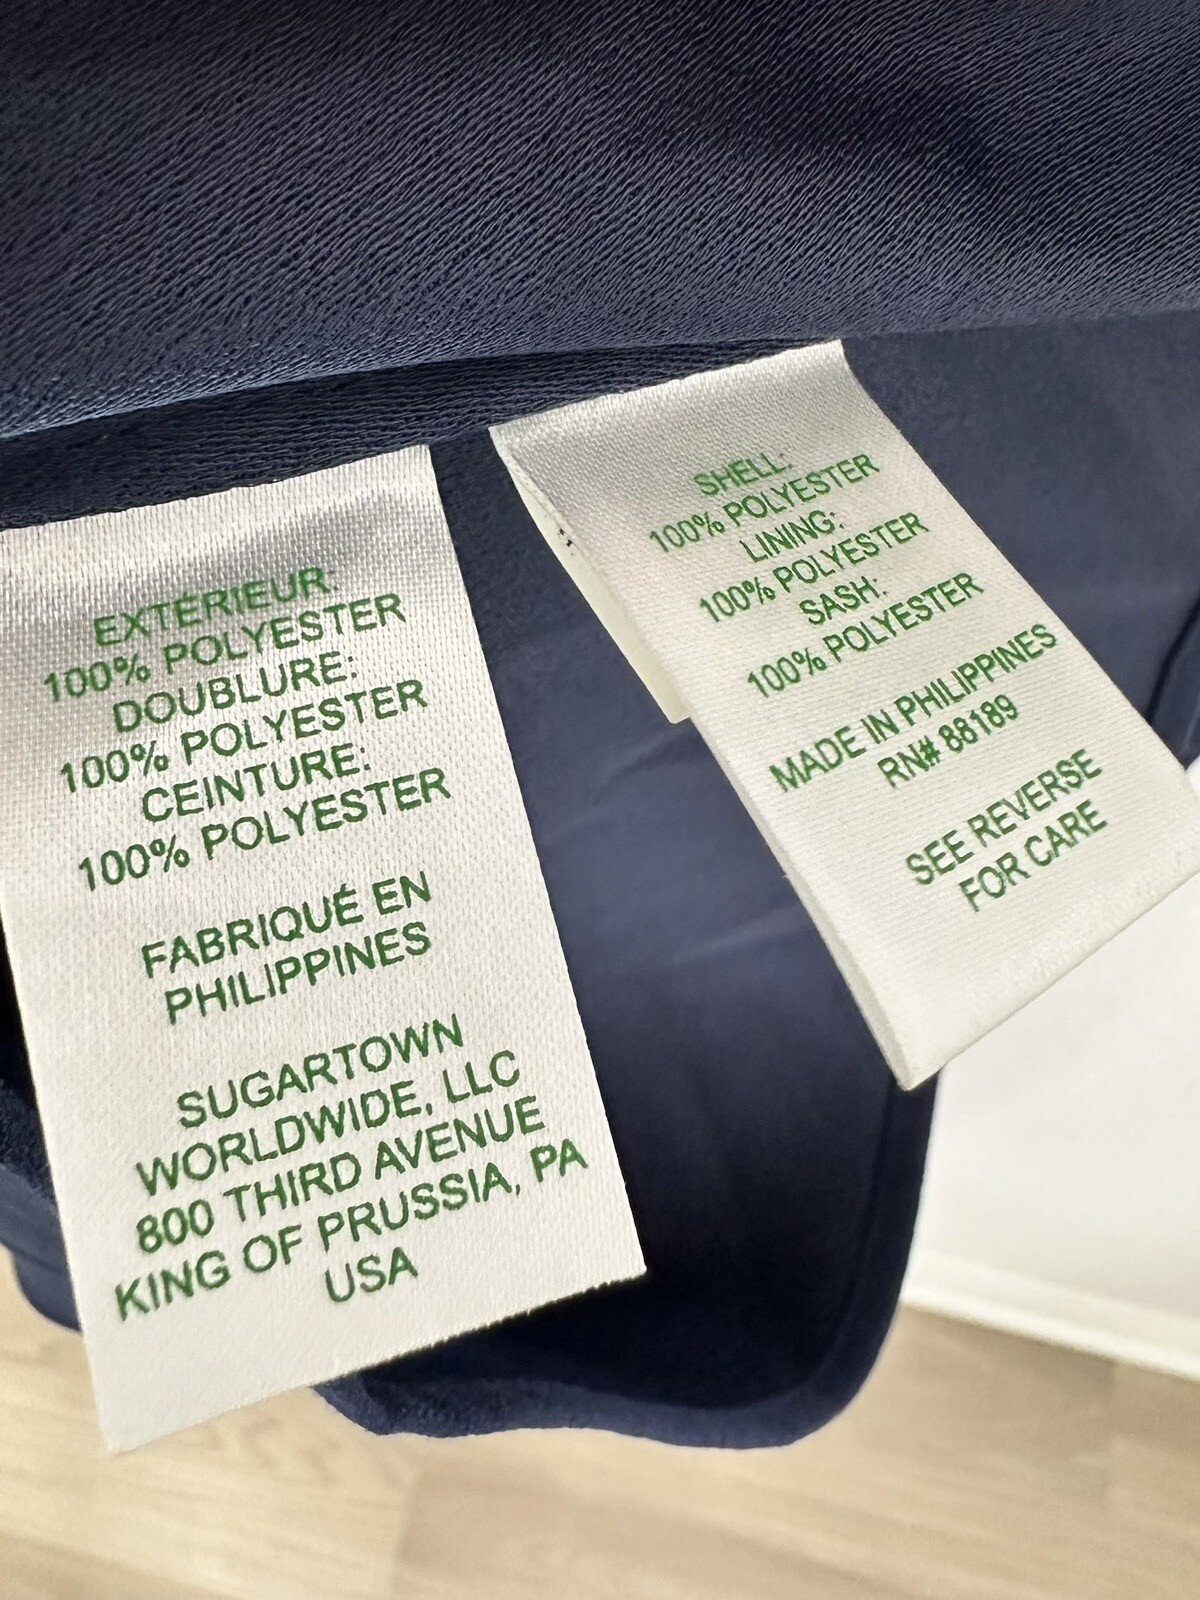 EXTÉRIEUR:
100% POLYESTER
DOUBLURE:
100% POLYESTER
CEINTURE:
100% POLYESTER
FABRIQUÉ EN
PHILIPPINES
SUGARTOWN
WORLDWIDE, LLC
800 THIRD AVENUE
KING OF PRUSSIA, PA
USA
SHELL:
100% POLYESTER
LINING:
100% POLYESTER
SASH:
100% POLYESTER
MADE IN PHILIPPINES
RN# 88189
SEE REVERSE
FOR CARE